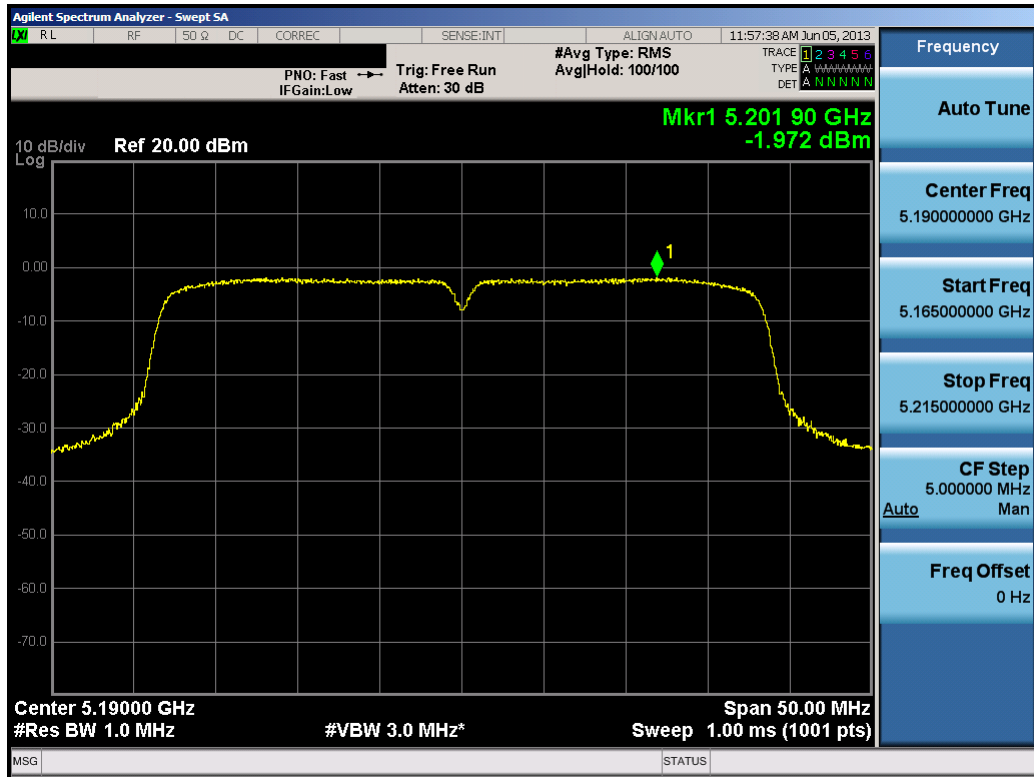 Agilent Spectrum Analyzer - Swept SA
LXI RL RF 50 Ω DC CORREC SENSE:INT ALIGN AUTO 11:57:38 AM Jun 05, 2013
PNO: Fast
IFGain:Low
Trig: Free Run
Atten: 30 dB
#Avg Type: RMS
Avg|Hold: 100/100
TRACE 1 2 3 4 5 6
TYPE A WWWWW
DET A N N N N N
Mkr1 5.201 90 GHz
-1.972 dBm
10 dB/div Ref 20.00 dBm
Log
10.0
0.00
-10.0
-20.0
-30.0
-40.0
-50.0
-60.0
-70.0
1
Center 5.19000 GHz Span 50.00 MHz
#Res BW 1.0 MHz #VBW 3.0 MHz* Sweep 1.00 ms (1001 pts)
MSG STATUS
Frequency
Auto Tune
Center Freq
5.190000000 GHz
Start Freq
5.165000000 GHz
Stop Freq
5.215000000 GHz
CF Step
5.000000 MHz
Auto Man
Freq Offset
0 Hz